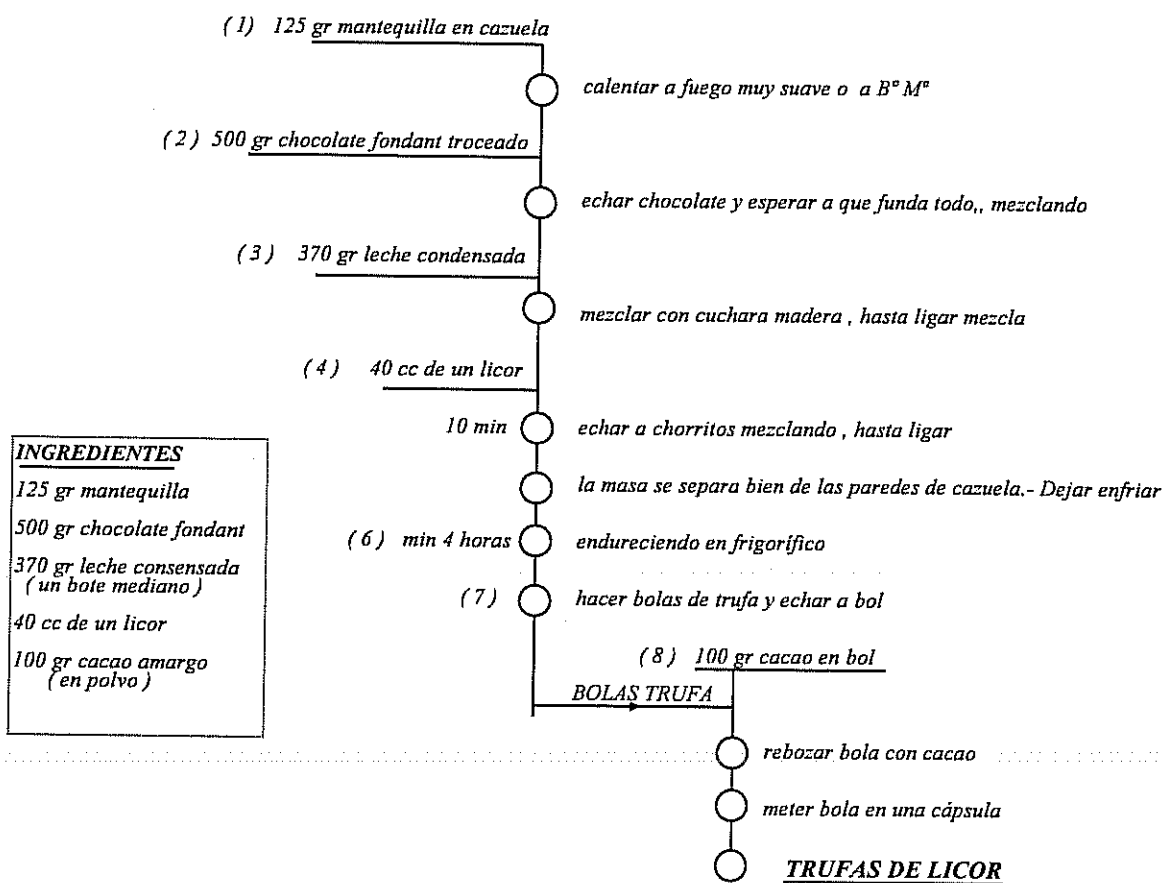 ( 1) 125 gr mantequilla en cazuela
calentar a fuego muy suave o a Bº Mª
( 2 ) 500 gr chocolate fondant troceado
echar chocolate y esperar a que funda todo,, mezclando
( 3 ) 370 gr leche condensada
mezclar con cuchara madera , hasta ligar mezcla
( 4 ) 40 cc de un licor
10 min echar a chorritos mezclando , hasta ligar
la masa se separa bien de las paredes de cazuela.- Dejar enfriar
( 6 ) min 4 horas endureciendo en frigorífico
( 7 ) hacer bolas de trufa y echar a bol
( 8 ) 100 gr cacao en bol
BOLAS TRUFA
rebozar bola con cacao
meter bola en una cápsula
TRUFAS DE LICOR
INGREDIENTES
125 gr mantequilla
500 gr chocolate fondant
370 gr leche consensada
( un bote mediano )
40 cc de un licor
100 gr cacao amargo
( en polvo )